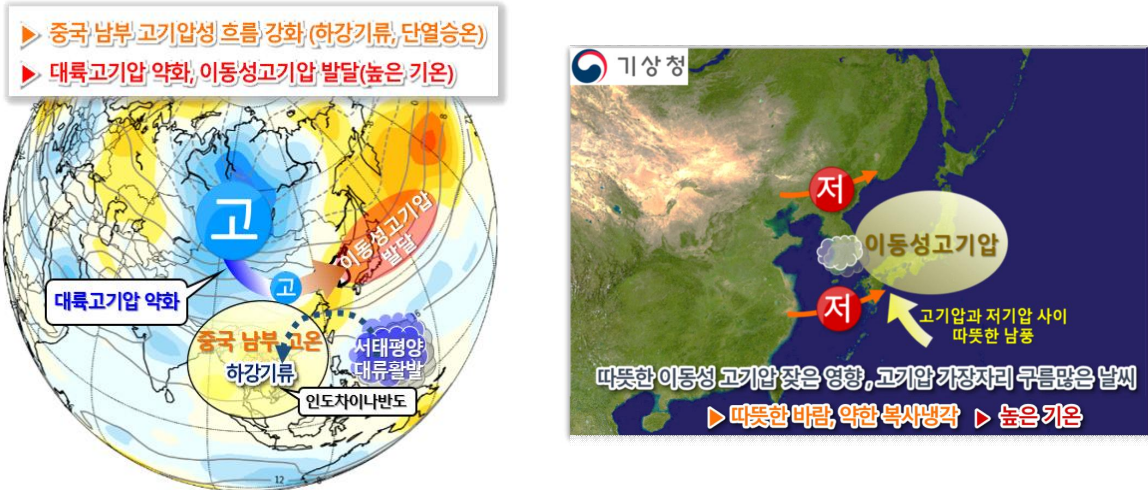 ▶ 중국 남부 고기압성 흐름 강화 (하강기류, 단열승온)
▶ 대륙고기압 약화, 이동성고기압 발달(높은 기온)
고
이동성고기압
발달
고
대륙고기압 약화
중국 남부 고온
하강기류
서태평양
대류활발
인도차이나반도
12
기상청
저
이동성고기압
저
고기압과 저기압 사이
따뜻한 남풍
따뜻한 이동성 고기압 잦은 영향, 고기압 가장자리 구름많은 날씨
▶ 따뜻한 바람, 약한 복사냉각 ▶ 높은 기온